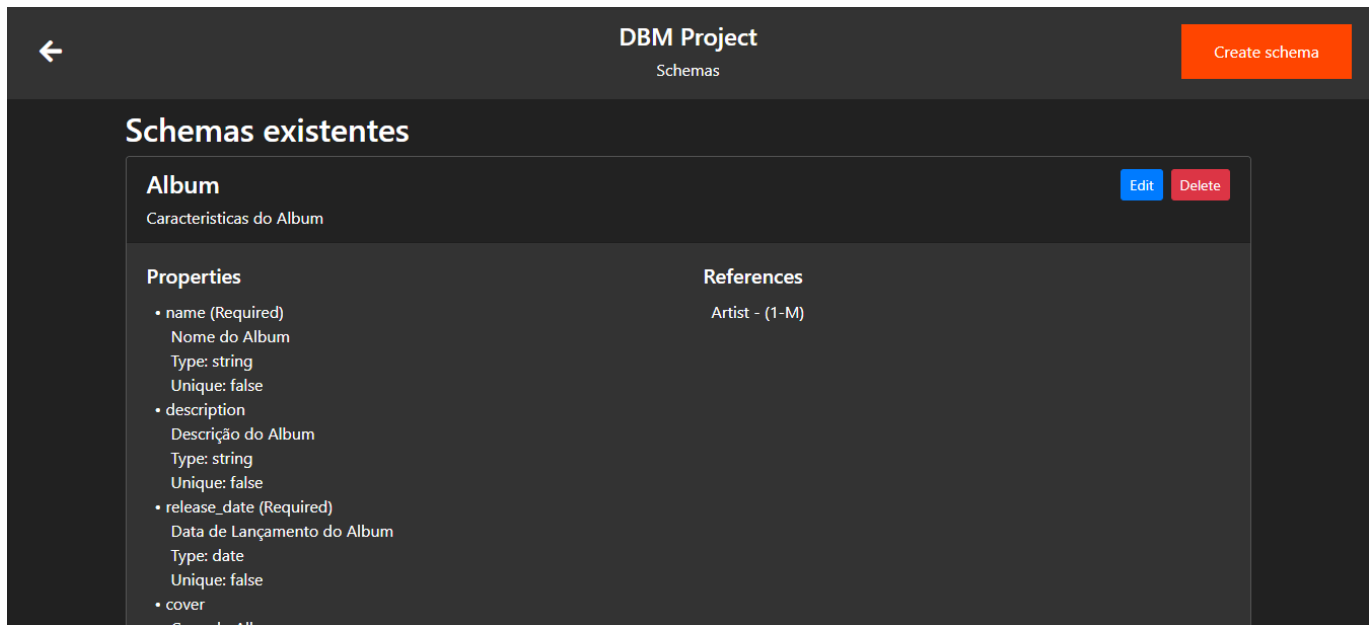 DBM Project
Schemas
Create schema
Schemas existentes
Album
Edit
Delete
Caracteristicas do Album
Properties
• name (Required)
Nome do Album
Type: string
Unique: false
• description
Descrição do Album
Type: string
Unique: false
• release_date (Required)
Data de Lançamento do Album
Type: date
Unique: false
• cover
References
Artist - (1-M)